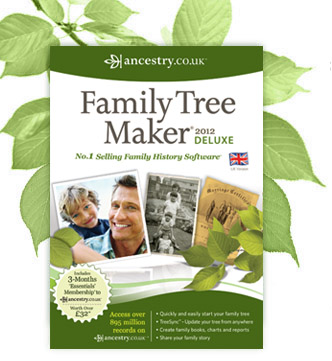 ancestry.co.uk
Family Tree
Maker® 2012
DELUXE
No.1 Selling Family History Software
UK Version
Marriage Certificate
Includes
3-Months
Essentials
Membership to
ancestry.co.uk
Worth Over
£32
Access over
895 million
records on
ancestry.co.uk
• Quickly and easily start your family tree
• TreeSync™ - Update your tree from anywhere
• Create family books, charts and reports
• Share your family story